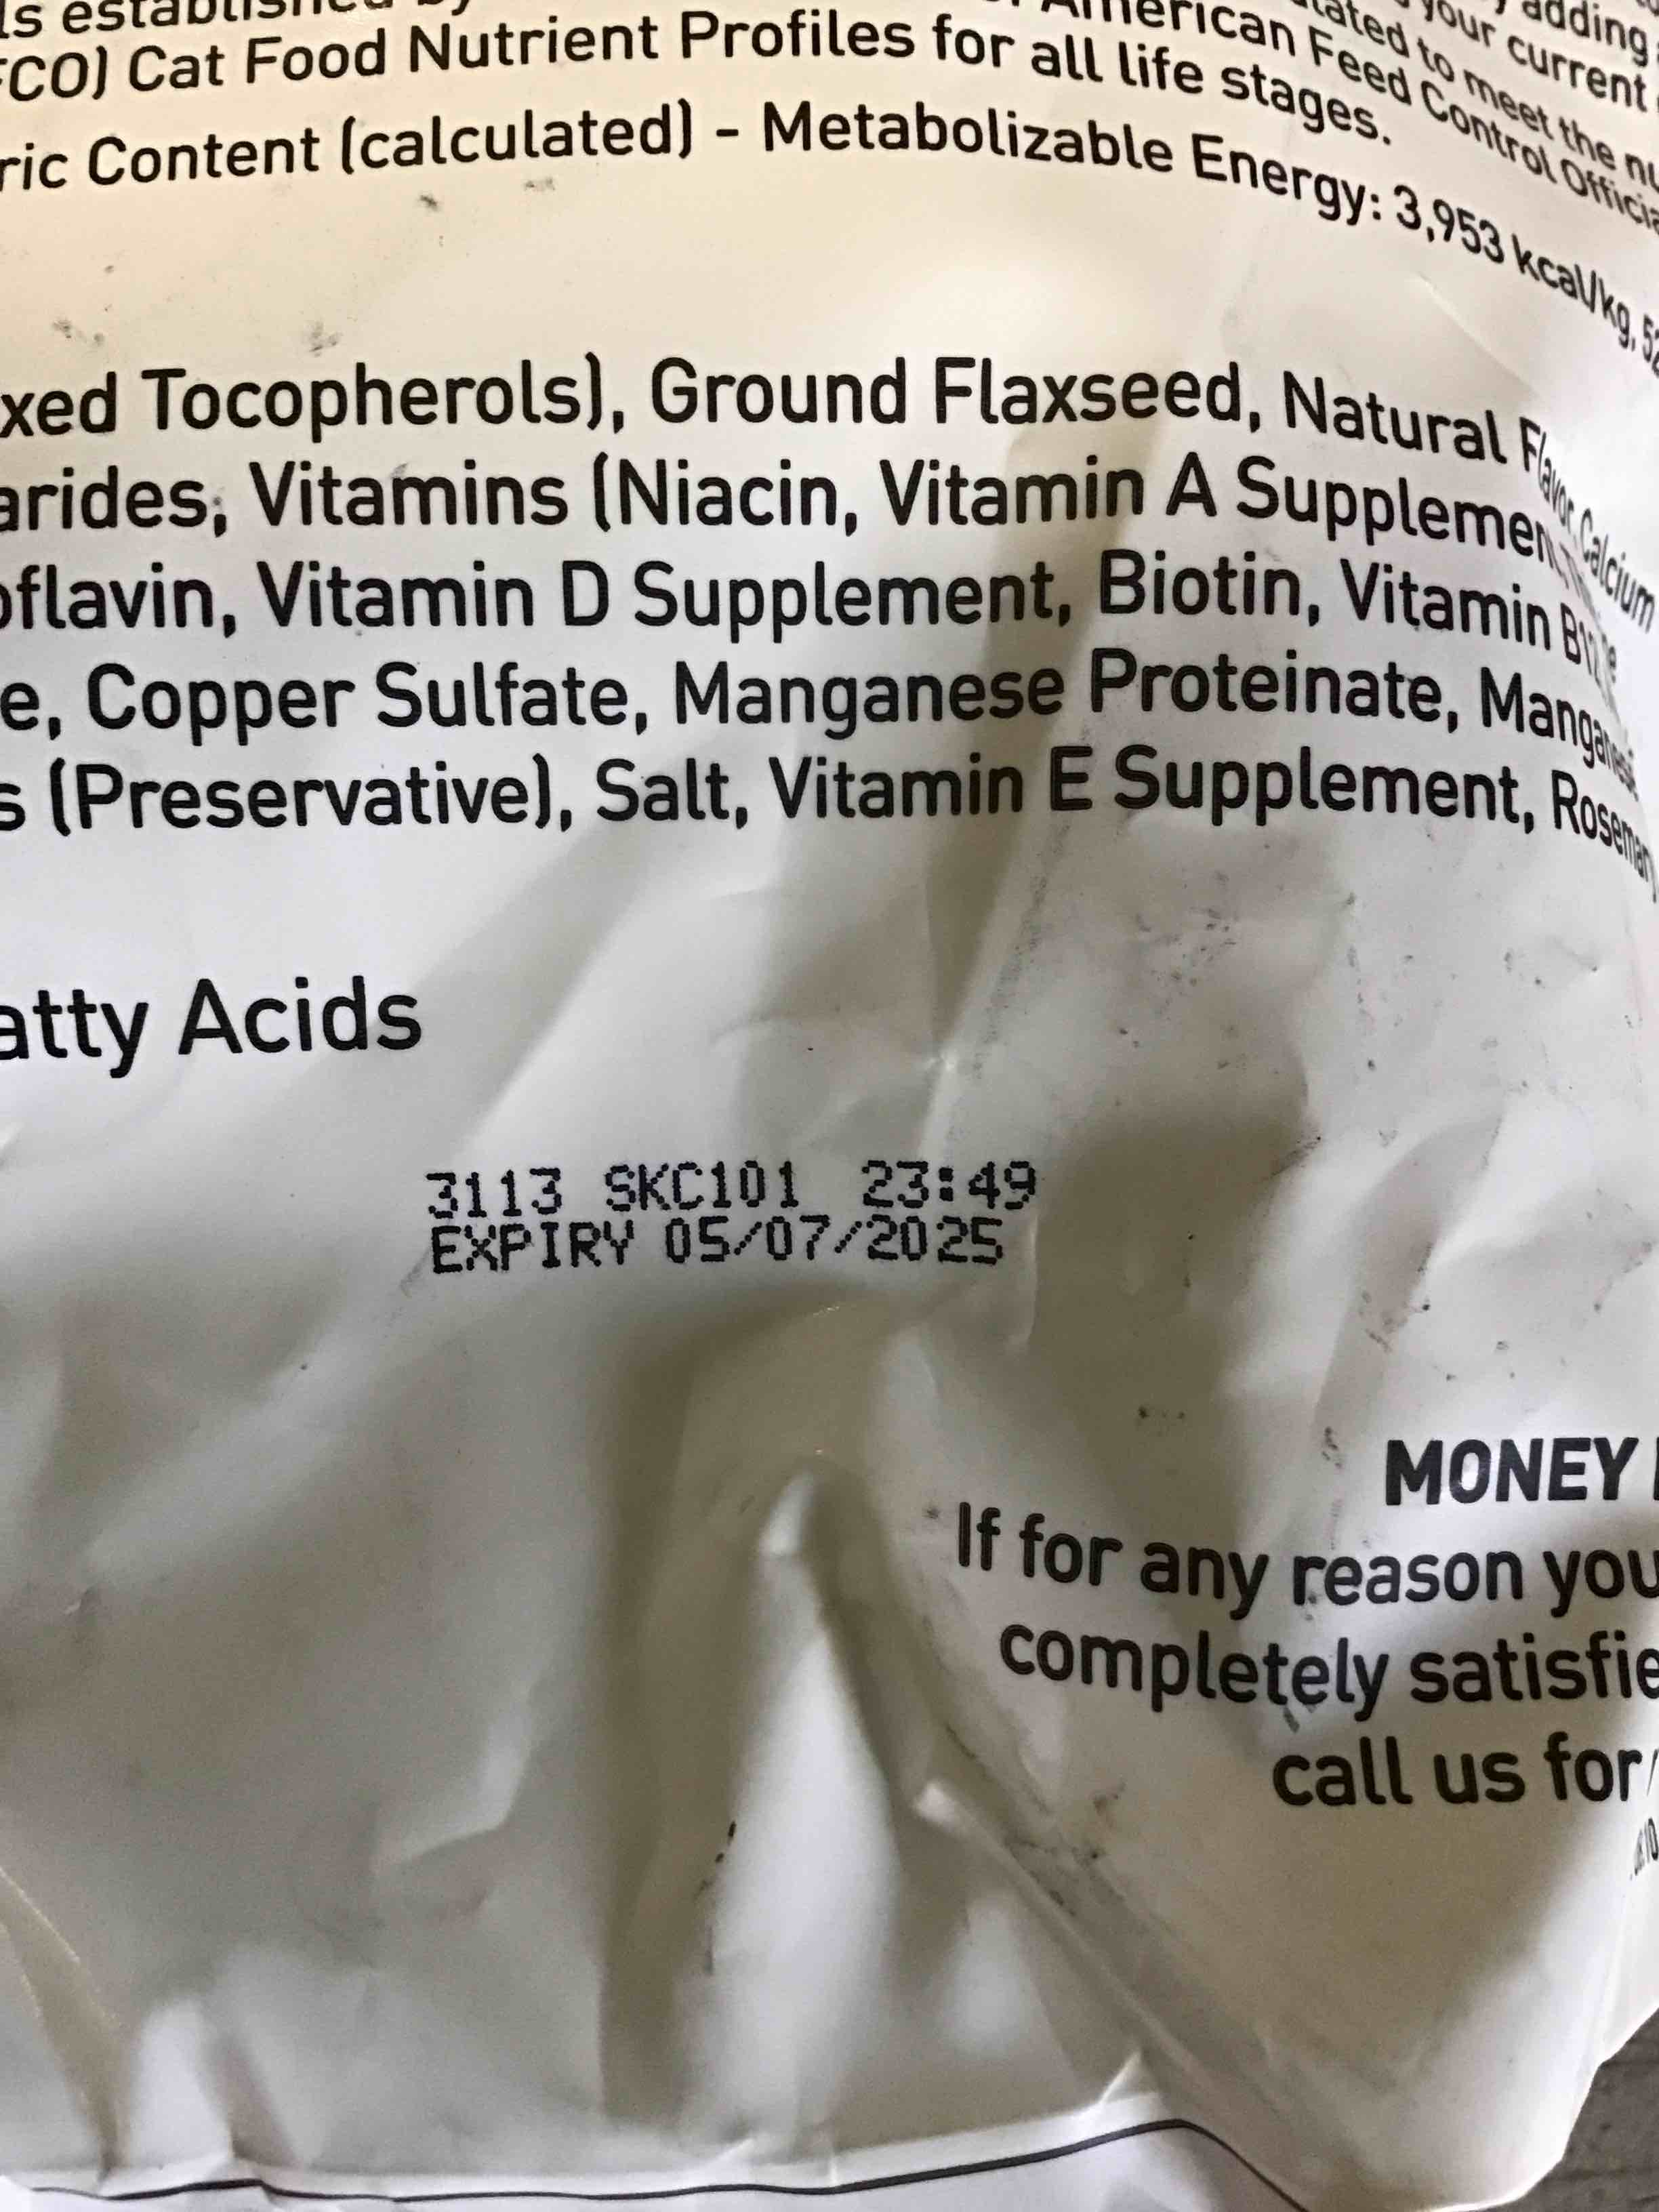 ls established by
adding
FCO) Cat Food Nutrient Profiles for all life stages.
American Feed Control Officia
your current
to meet the nu
ric Content (calculated) - Metabolizable Energy: 3,953 kcal/kg, 52
xed Tocopherols), Ground Flaxseed, Natural Flavor, Calcium
arides, Vitamins (Niacin, Vitamin A Supplemen
oflavin, Vitamin D Supplement, Biotin, Vitamin B12
e, Copper Sulfate, Manganese Proteinate, Manganese
s (Preservative), Salt, Vitamin E Supplement, Rosemary
atty Acids
3113 SKC101 23:49
EXPIRY 05/07/2025
MONEY
If for any reason you
completely satisfie
call us for